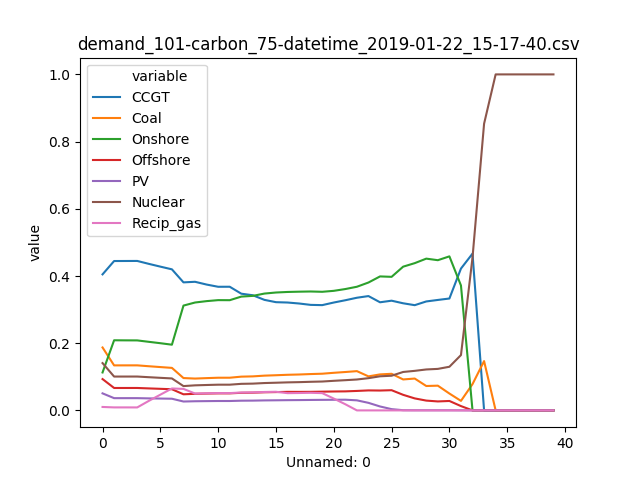 demand_101-carbon_75-datetime_2019-01-22_15-17-40.csv
variable
CCGT
Coal
Onshore
Offshore
PV
Nuclear
Recip_gas
value
1.0
0.8
0.6
0.4
0.2
0.0
0 5 10 15 20 25 30 35 40
Unnamed: 0